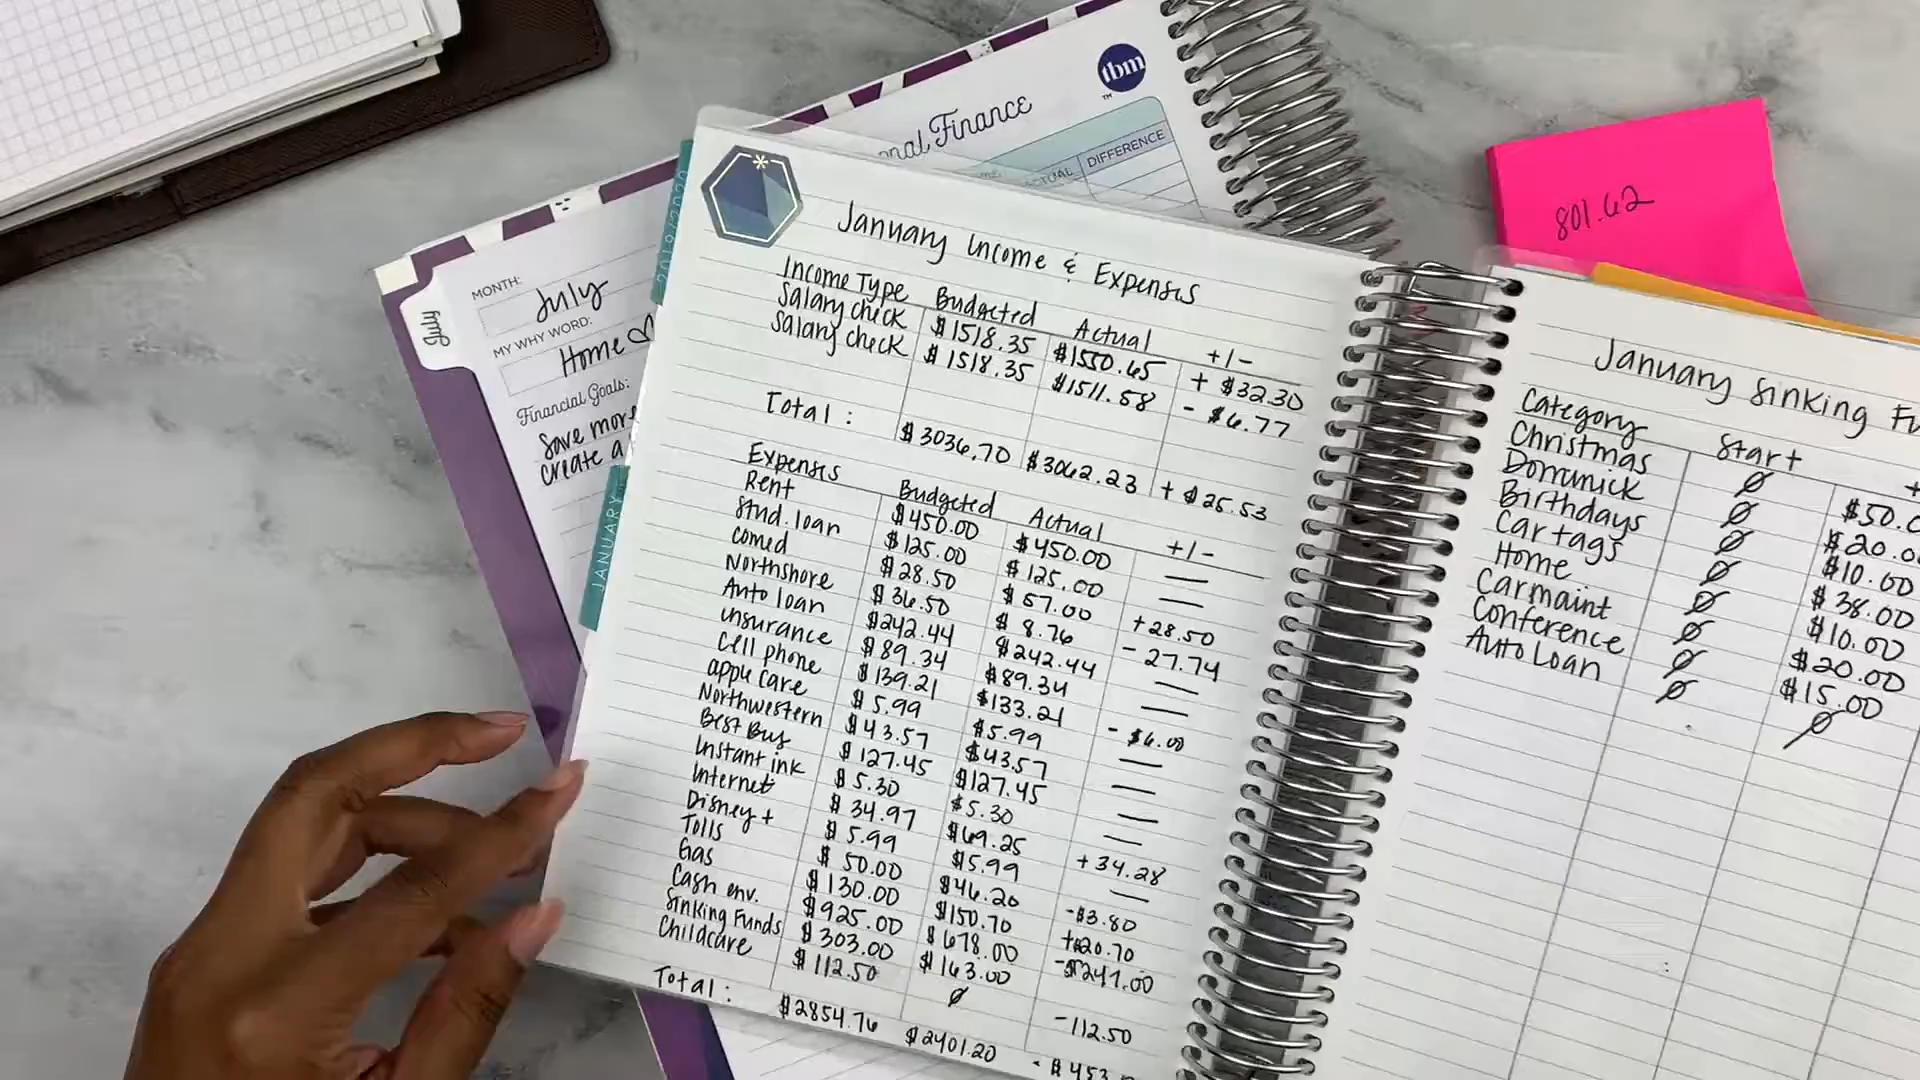 tbm
TM
onal Finance
DIFFERENCE
2019/2020
MONTH:
July
July
MY WHY WORD:
Home ♡
Financial Goals:
Save more
create a
JANUARY
801.62
January Income & Expenses
Income Type Budgeted Actual +/-
Salary check $1518.35 $1550.65 + $32.30
Salary check $1518.35 $1511.58 - $6.77
Total: $3036.70 $3062.23 + $25.53
Expenses Budgeted Actual +/-
Rent $450.00 $450.00 —
Stud. loan $125.00 $125.00 —
Comed $28.50 $57.00 +28.50
Northshore $36.50 $8.76 -27.74
Auto loan $242.44 $242.44 —
Insurance $89.34 $89.34 —
Cell phone $139.21 $133.21 - $6.00
Apple Care $5.99 $5.99 —
Northwestern $43.57 $43.57 —
Best Buy $127.45 $127.45 —
Instant ink $5.30 $5.30 —
Internet $34.97 $69.25 +34.28
Disney + $5.99 $5.99 —
Tolls $50.00 $46.20 -$3.80
Gas $130.00 $150.70 +$20.70
Cash env. $925.00 $678.00 -$247.00
Sinking Funds $303.00 $163.00
Childcare $112.50 Ø -112.50
Total: $2854.76 $2401.20 - $453
January Sinking Fu
Category Start +
Christmas Ø $50.0
Dominick Ø $20.00
Birthdays Ø $10.00
Car tags Ø $38.00
Home Ø $10.00
Car maint Ø $20.00
Conference Ø $15.00
Auto Loan Ø Ø